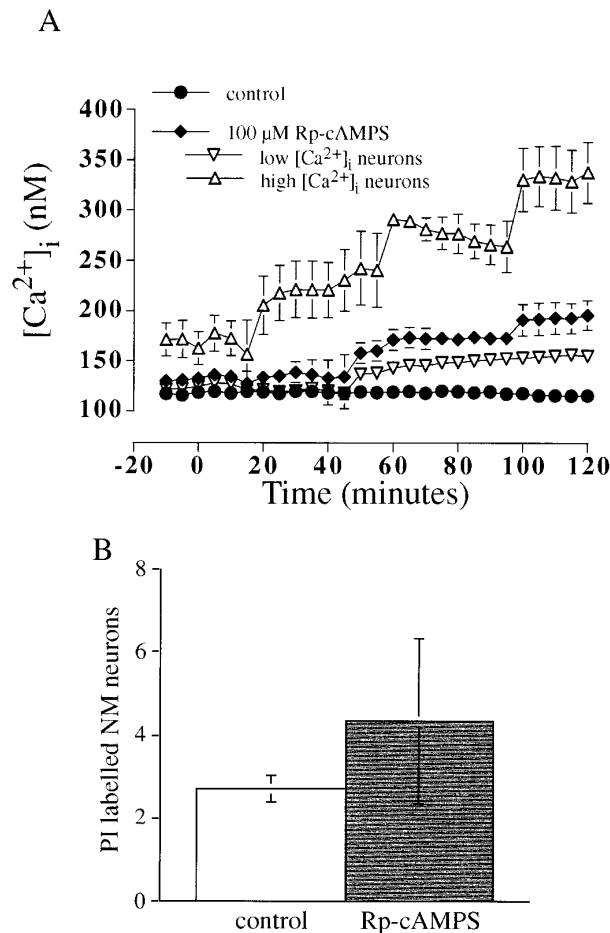 A
control
100 µM Rp-cAMPS
low [Ca²⁺]ᵢ neurons
high [Ca²⁺]ᵢ neurons
[Ca²⁺]ᵢ (nM)
400
350
300
250
200
150
100
-20 0 20 40 60 80 100 120
Time (minutes)
B
PI labelled NM neurons
8
6
4
2
0
control Rp-cAMPS